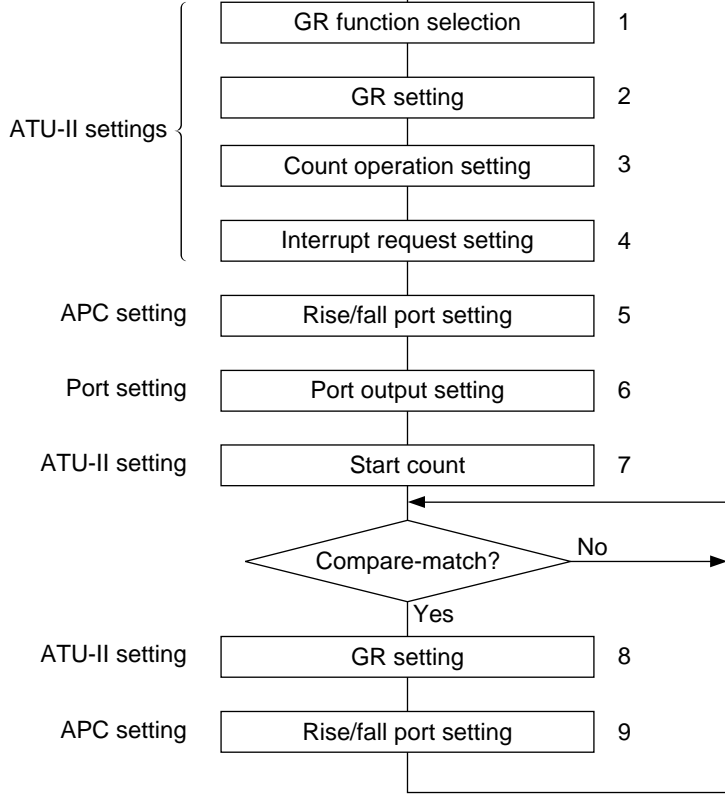 GR function selection 1
GR setting 2
ATU-II settings
Count operation setting 3
Interrupt request setting 4
APC setting Rise/fall port setting 5
Port setting Port output setting 6
ATU-II setting Start count 7
Compare-match? No
Yes
ATU-II setting GR setting 8
APC setting Rise/fall port setting 9